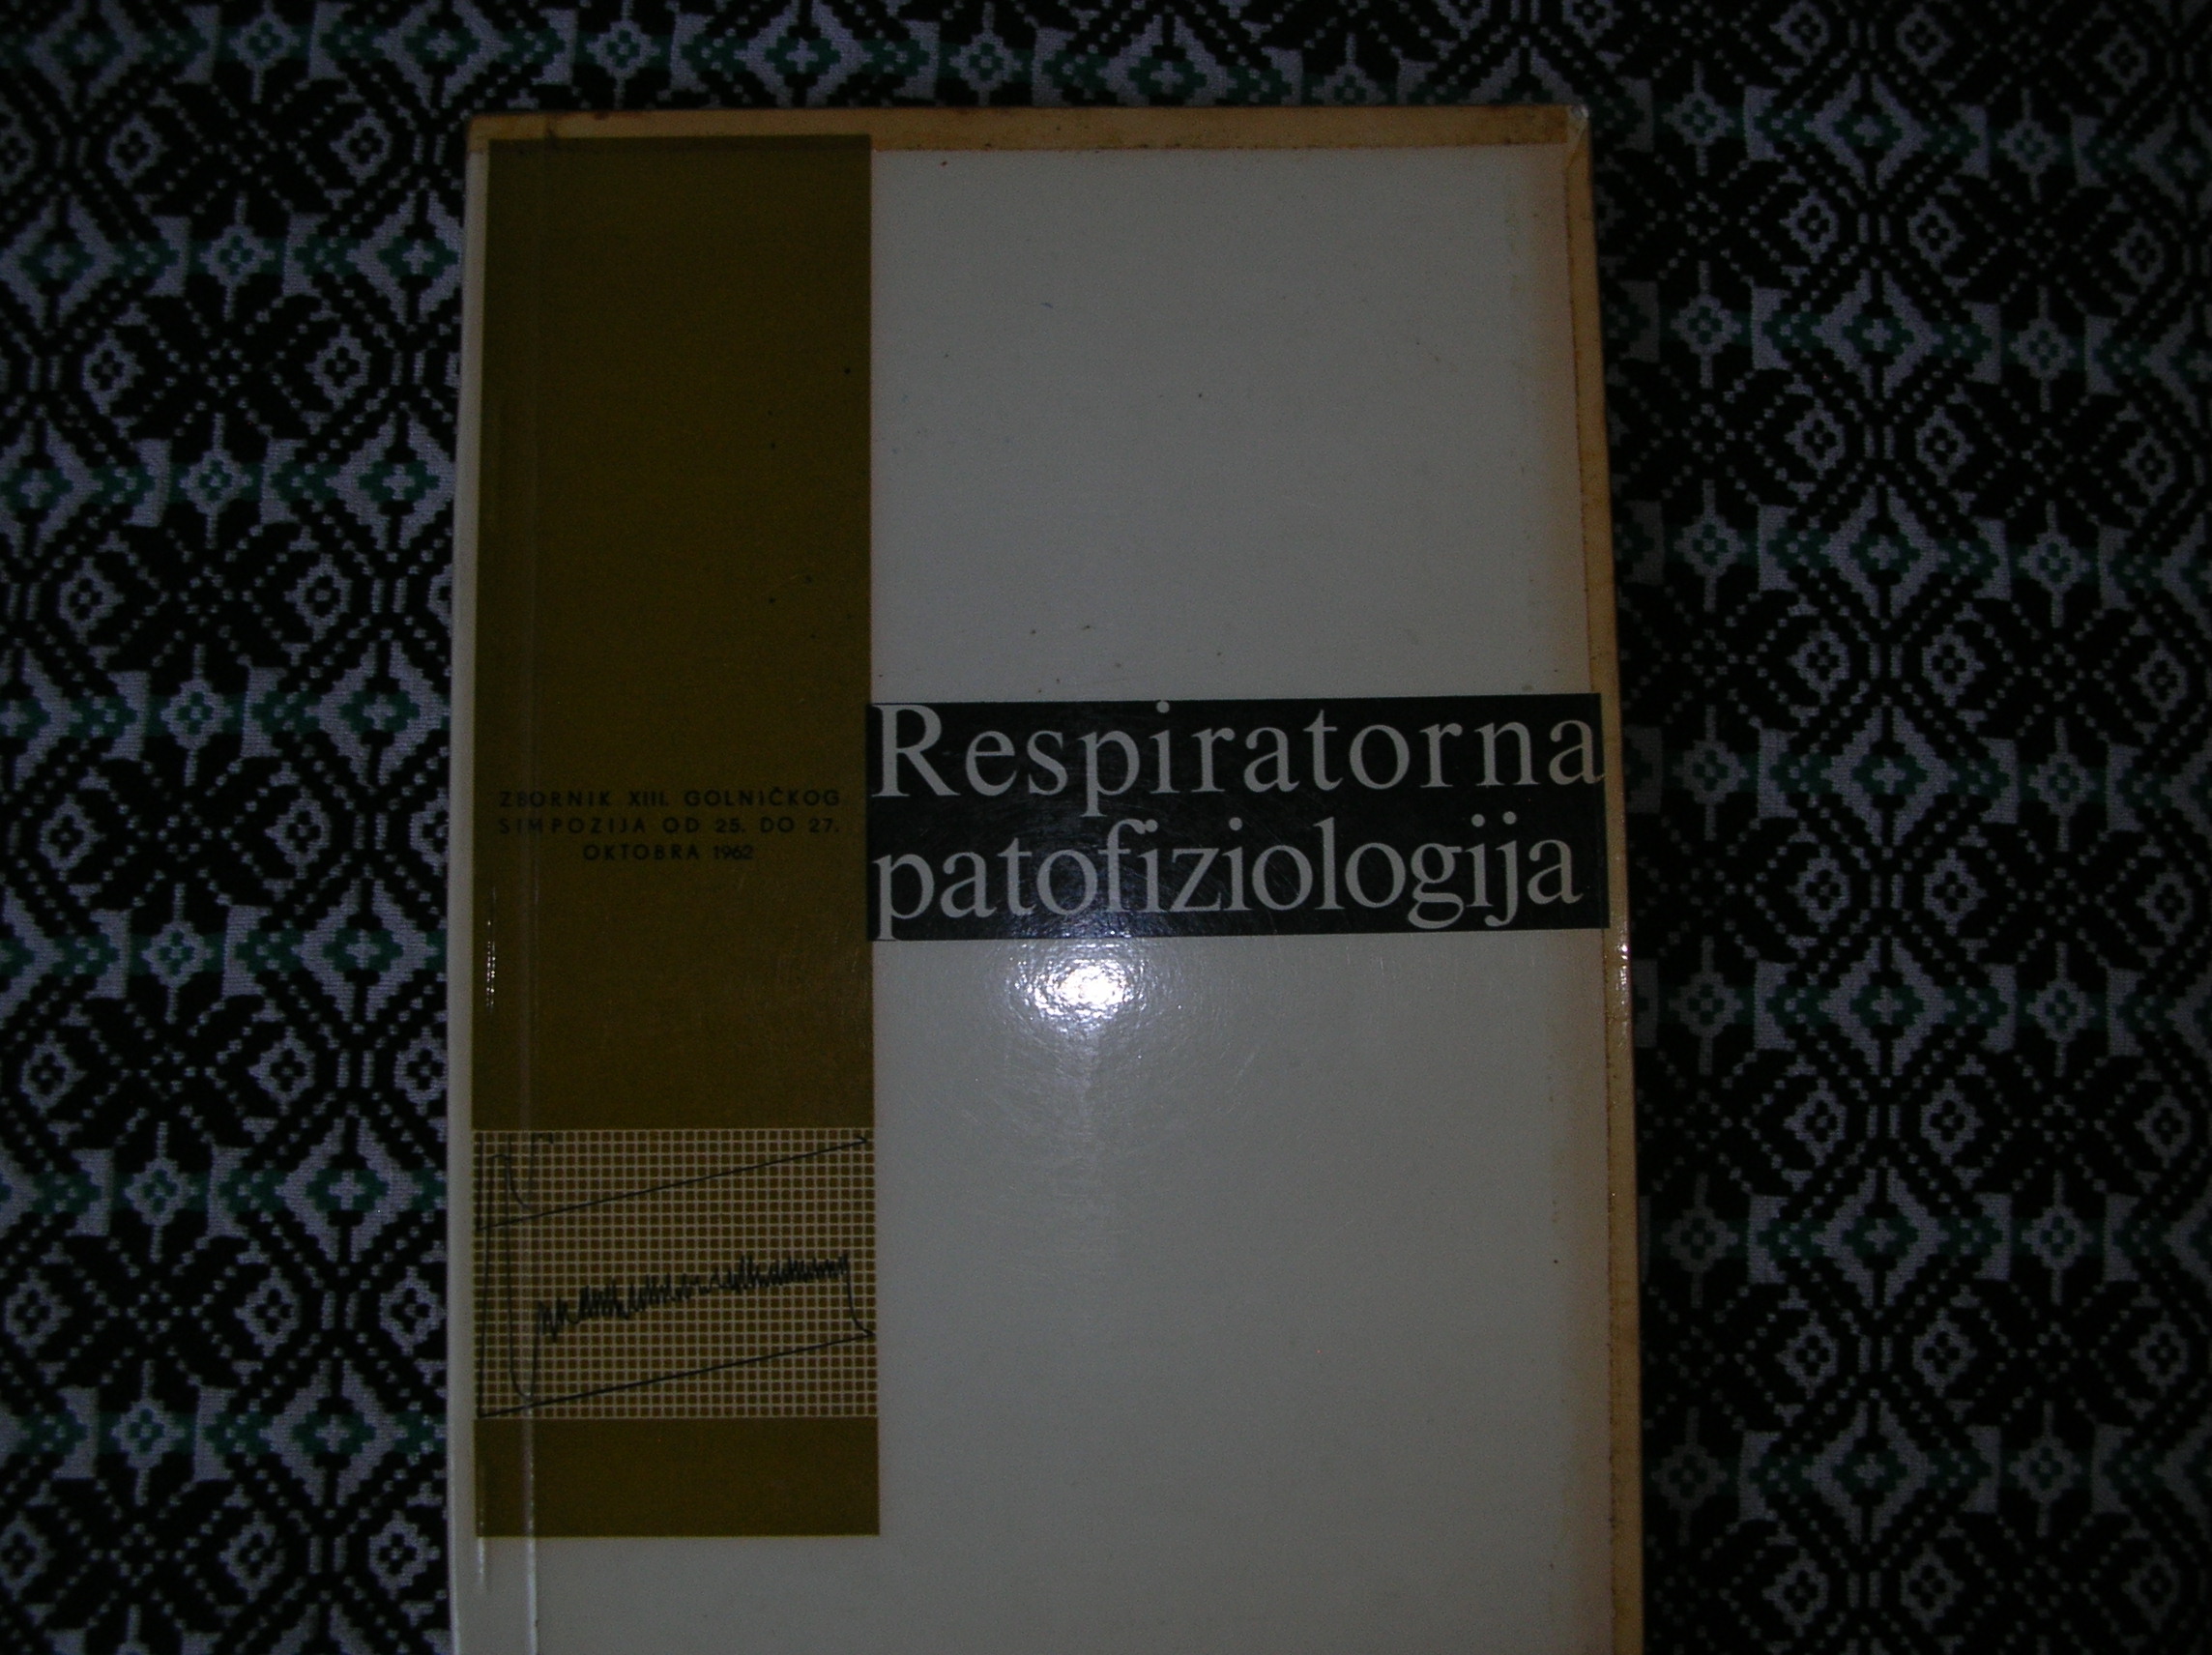 ZBORNIK XIII. GOLNIČKOG
SIMPOZIJA OD 25. DO 27.
OKTOBRA 1962
Respiratorna
patofiziologija